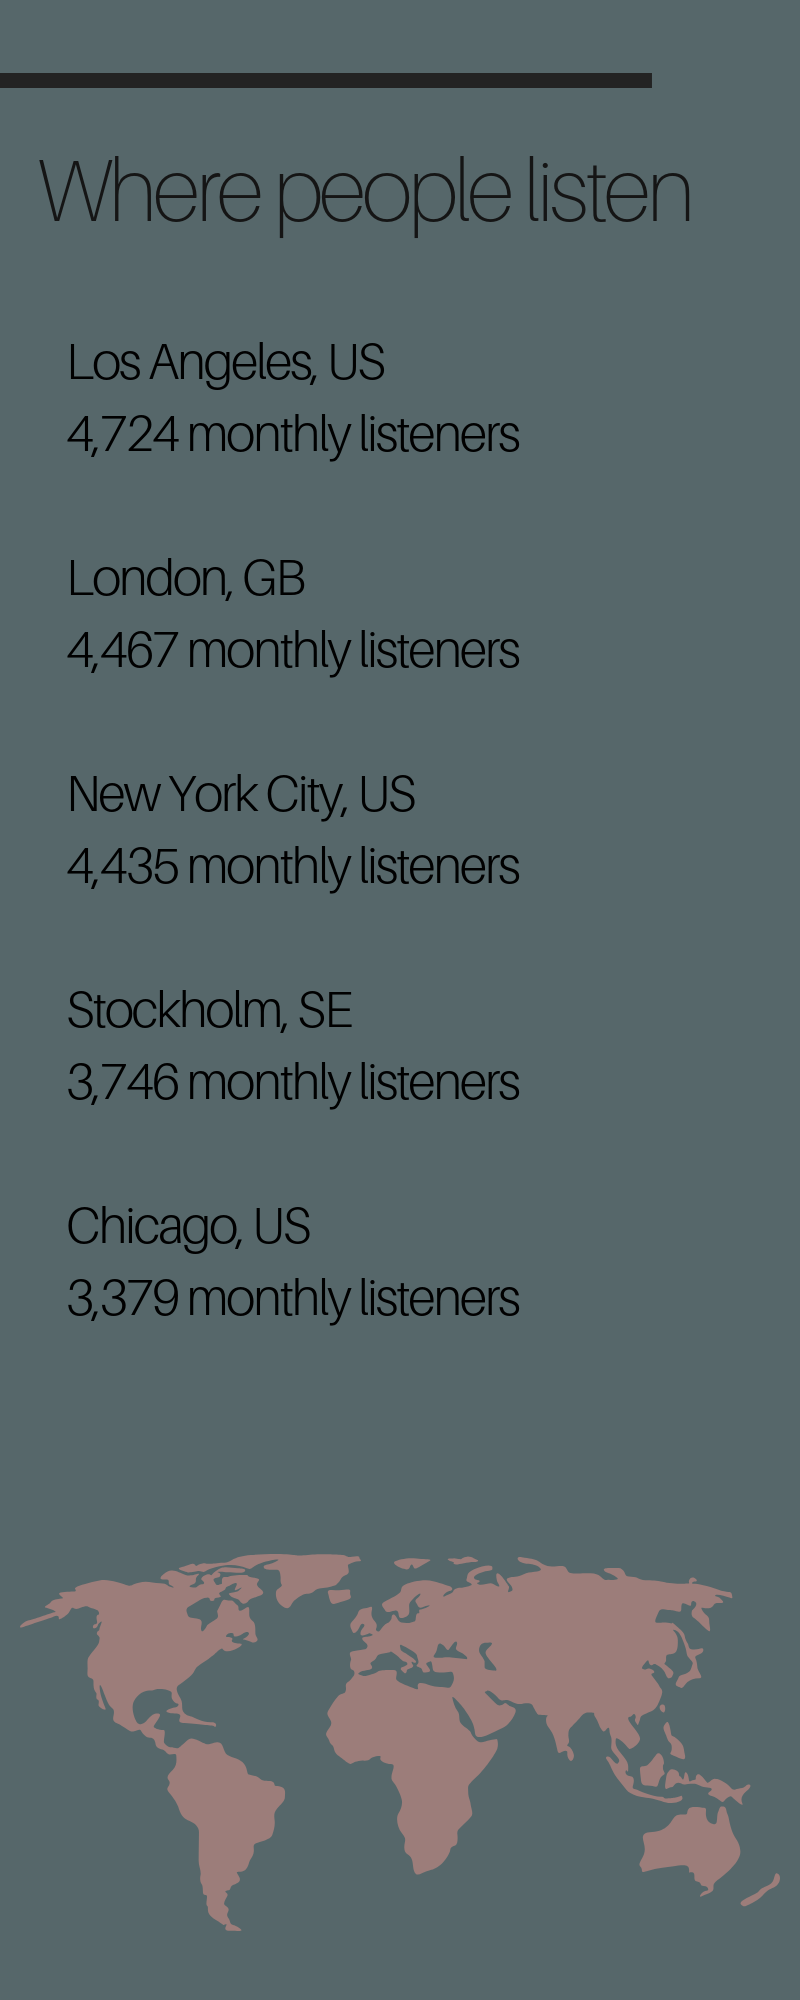 Where people listen
Los Angeles, US
4,724 monthly listeners
London, GB
4,467 monthly listeners
New York City, US
4,435 monthly listeners
Stockholm, SE
3,746 monthly listeners
Chicago, US
3,379 monthly listeners